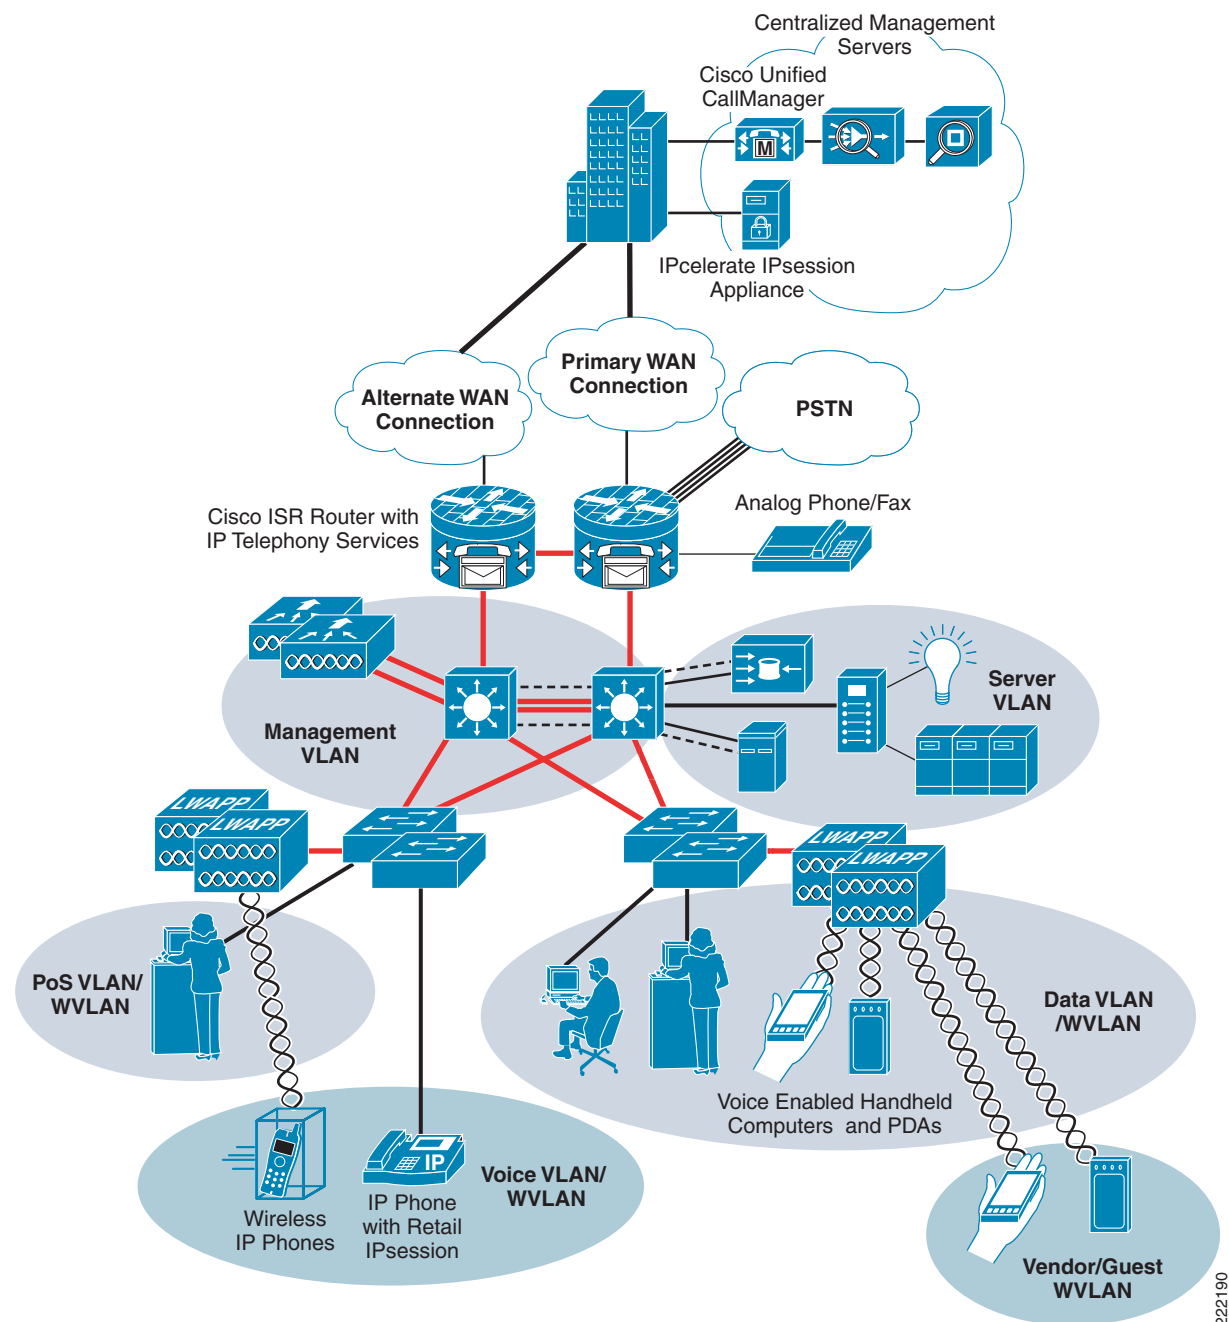 Centralized Management
Servers
Cisco Unified
CallManager
M
IPcelerate IPsession
Appliance
Primary WAN
Connection
Alternate WAN
Connection
PSTN
Cisco ISR Router with
IP Telephony Services
Analog Phone/Fax
Server
VLAN
Management
VLAN
LWAPP
LWAPP
LWAPP
LWAPP
PoS VLAN/
WVLAN
Data VLAN
/WVLAN
Voice Enabled Handheld
Computers and PDAs
IP
Voice VLAN/
WVLAN
Wireless
IP Phones
IP Phone
with Retail
IPsession
Vendor/Guest
WVLAN
222190